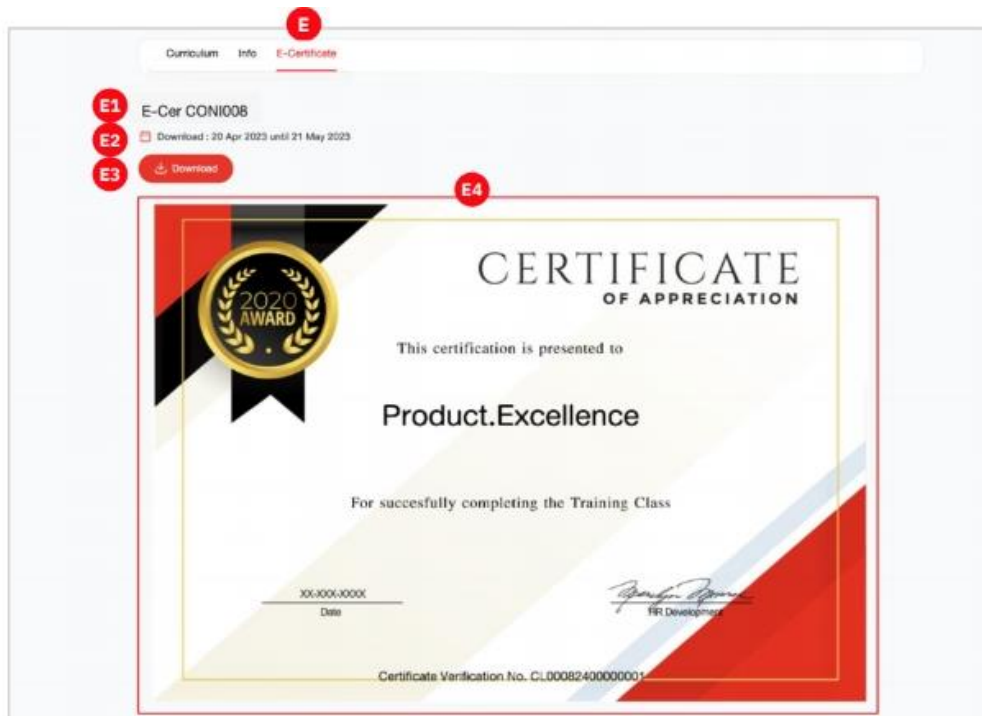 E
Curriculum Info E-Certificate
E1 E-Cer CONI008
E2 Download : 20 Apr 2023 until 21 May 2023
E3 Download
E4
CERTIFICATE
OF APPRECIATION
2020
AWARD
This certification is presented to
Product.Excellence
For succesfully completing the Training Class
XX-XXX-XXXX
Date
HR Development
Certificate Verification No. CL00082400000001